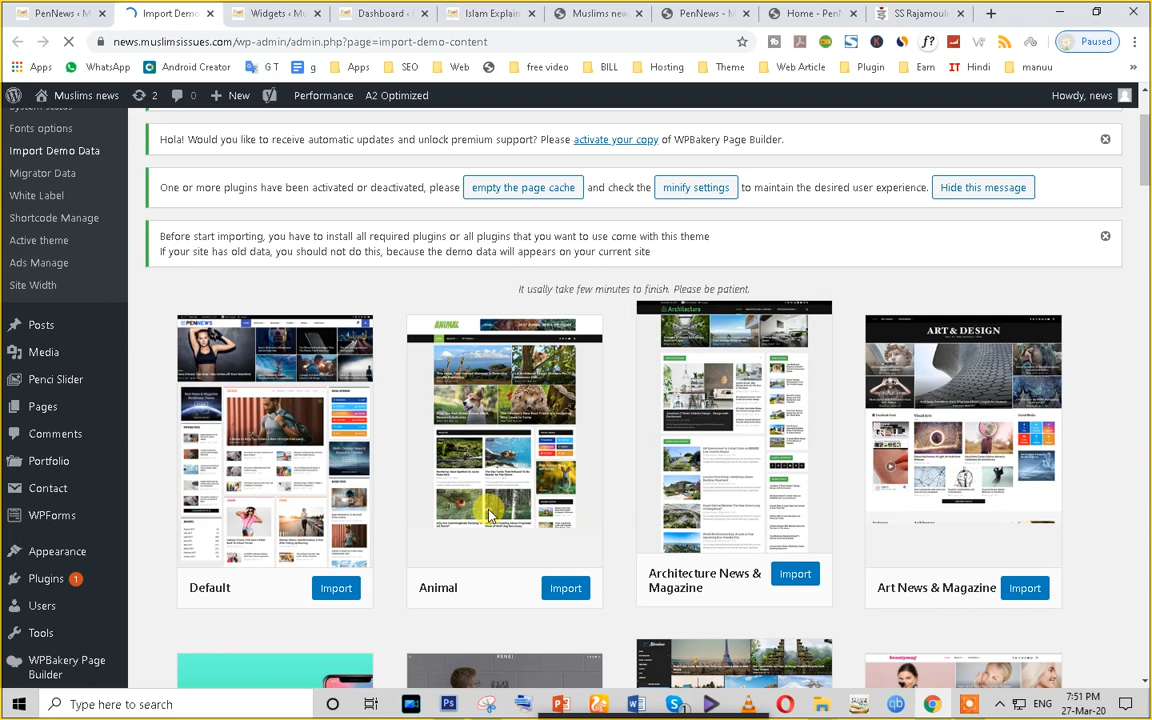 PenNews ‹ M
Import Demo
Widgets ‹ Mu
Dashboard ‹
Islam Explain
Muslims new
PenNews - M
Home - PenN
SS Rajamouli
news.muslimsissues.com/wp-admin/admin.php?page=import-demo-content
Paused
Apps
WhatsApp
Android Creator
G T
g
Apps
SEO
Web
free video
BILL
Hosting
Theme
Web Article
Plugin
Earn
IT Hindi
manuu
Muslims news
2
0
New
Performance
A2 Optimized
Howdy, news
System status
Fonts options
Import Demo Data
Migrator Data
White Label
Shortcode Manage
Active theme
Ads Manage
Site Width
Posts
Media
Penci Slider
Pages
Comments
Portfolio
Contact
WPForms
Appearance
Plugins 1
Users
Tools
WPBakery Page
Builder
Hola! Would you like to receive automatic updates and unlock premium support? Please activate your copy of WPBakery Page Builder.
One or more plugins have been activated or deactivated, please empty the page cache and check the minify settings to maintain the desired user experience. Hide this message
Before start importing, you have to install all required plugins or all plugins that you want to use come with this theme
If your site has old data, you should not do this, because the demo data will appears on your current site
It usally take few minutes to finish. Please be patient.
PENNEWS
ANIMAL
Architecture
ART & DESIGN
Default
Import
Animal
Import
Architecture News &
Magazine
Import
Art News & Magazine
Import
PENCI
Type here to search
ENG
7:51 PM
27-Mar-20